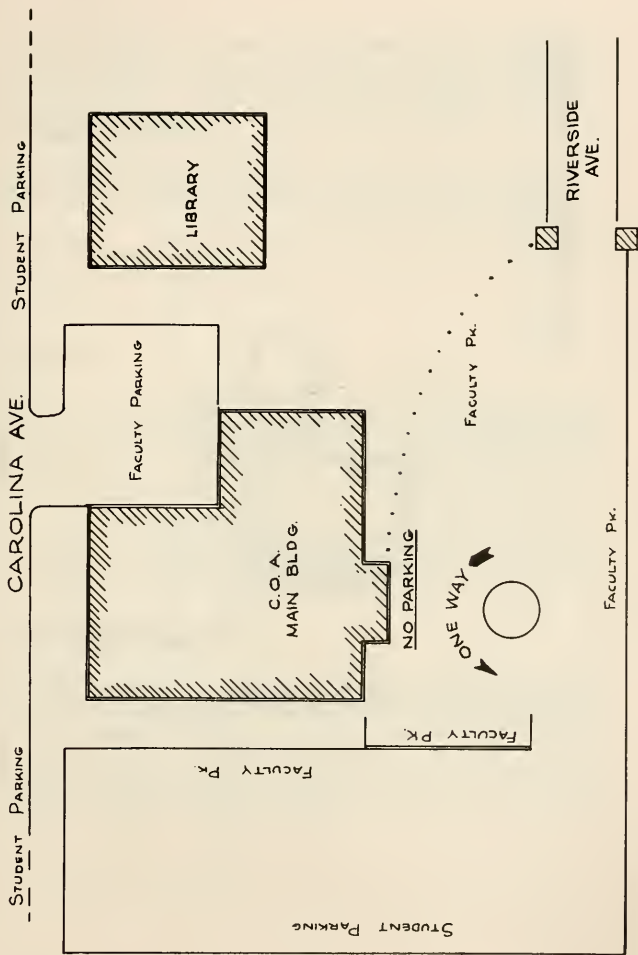 STUDENT PARKING
CAROLINA AVE.
STUDENT PARKING
LIBRARY
FACULTY PARKING
C.O.A.
MAIN BLDG.
NO PARKING
ONE WAY
FACULTY PK.
FACULTY PK.
FACULTY PK.
FACULTY PK.
RIVERSIDE
AVE.
STUDENT PARKING